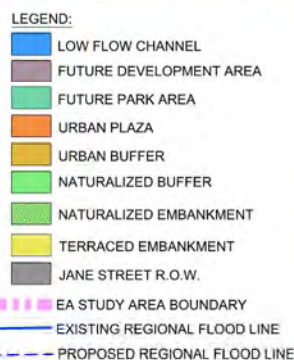 LEGEND:
LOW FLOW CHANNEL
FUTURE DEVELOPMENT AREA
FUTURE PARK AREA
URBAN PLAZA
URBAN BUFFER
NATURALIZED BUFFER
NATURALIZED EMBANKMENT
TERRACED EMBANKMENT
JANE STREET R.O.W.
EA STUDY AREA BOUNDARY
EXISTING REGIONAL FLOOD LINE
PROPOSED REGIONAL FLOOD LINE